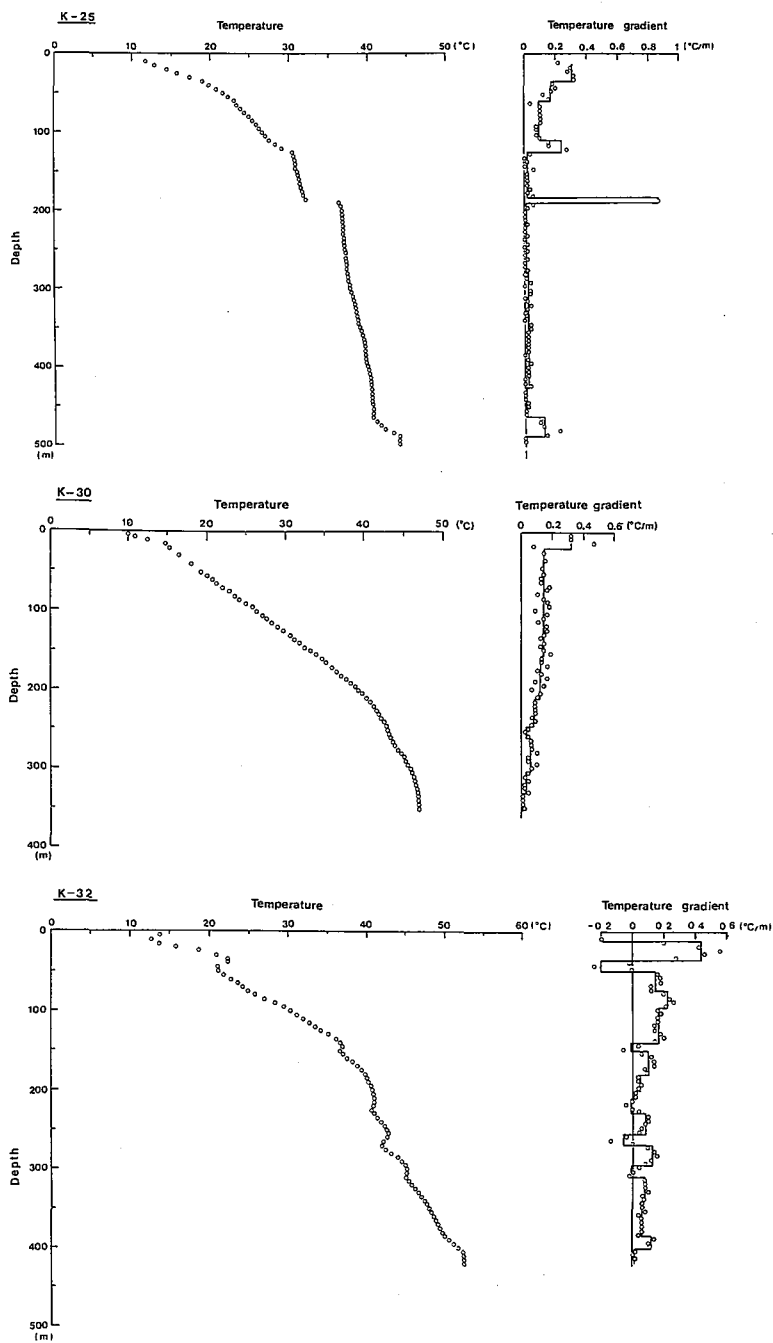 K-25
Temperature
Temperature gradient
0 10 20 30 40 50 (°C)
0.2 0.4 0.6 0.8 1 (°C/m)
0
100
200
300
400
500
(m)
Depth
K-30
Temperature
Temperature gradient
0 10 20 30 40 50 (°C)
0 0.2 0.4 0.6 (°C/m)
0
100
200
300
400
(m)
Depth
K-32
Temperature
Temperature gradient
0 10 20 30 40 50 60 (°C)
-0.2 0 0.2 0.4 0.6 (°C/m)
0
100
200
300
400
500
(m)
Depth